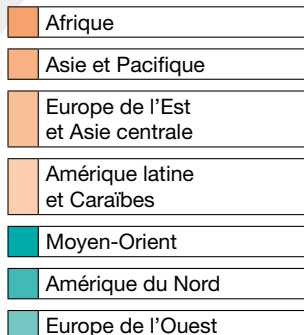 Afrique
Asie et Pacifique
Europe de l’Est
et Asie centrale
Amérique latine
et Caraïbes
Moyen-Orient
Amérique du Nord
Europe de l’Ouest